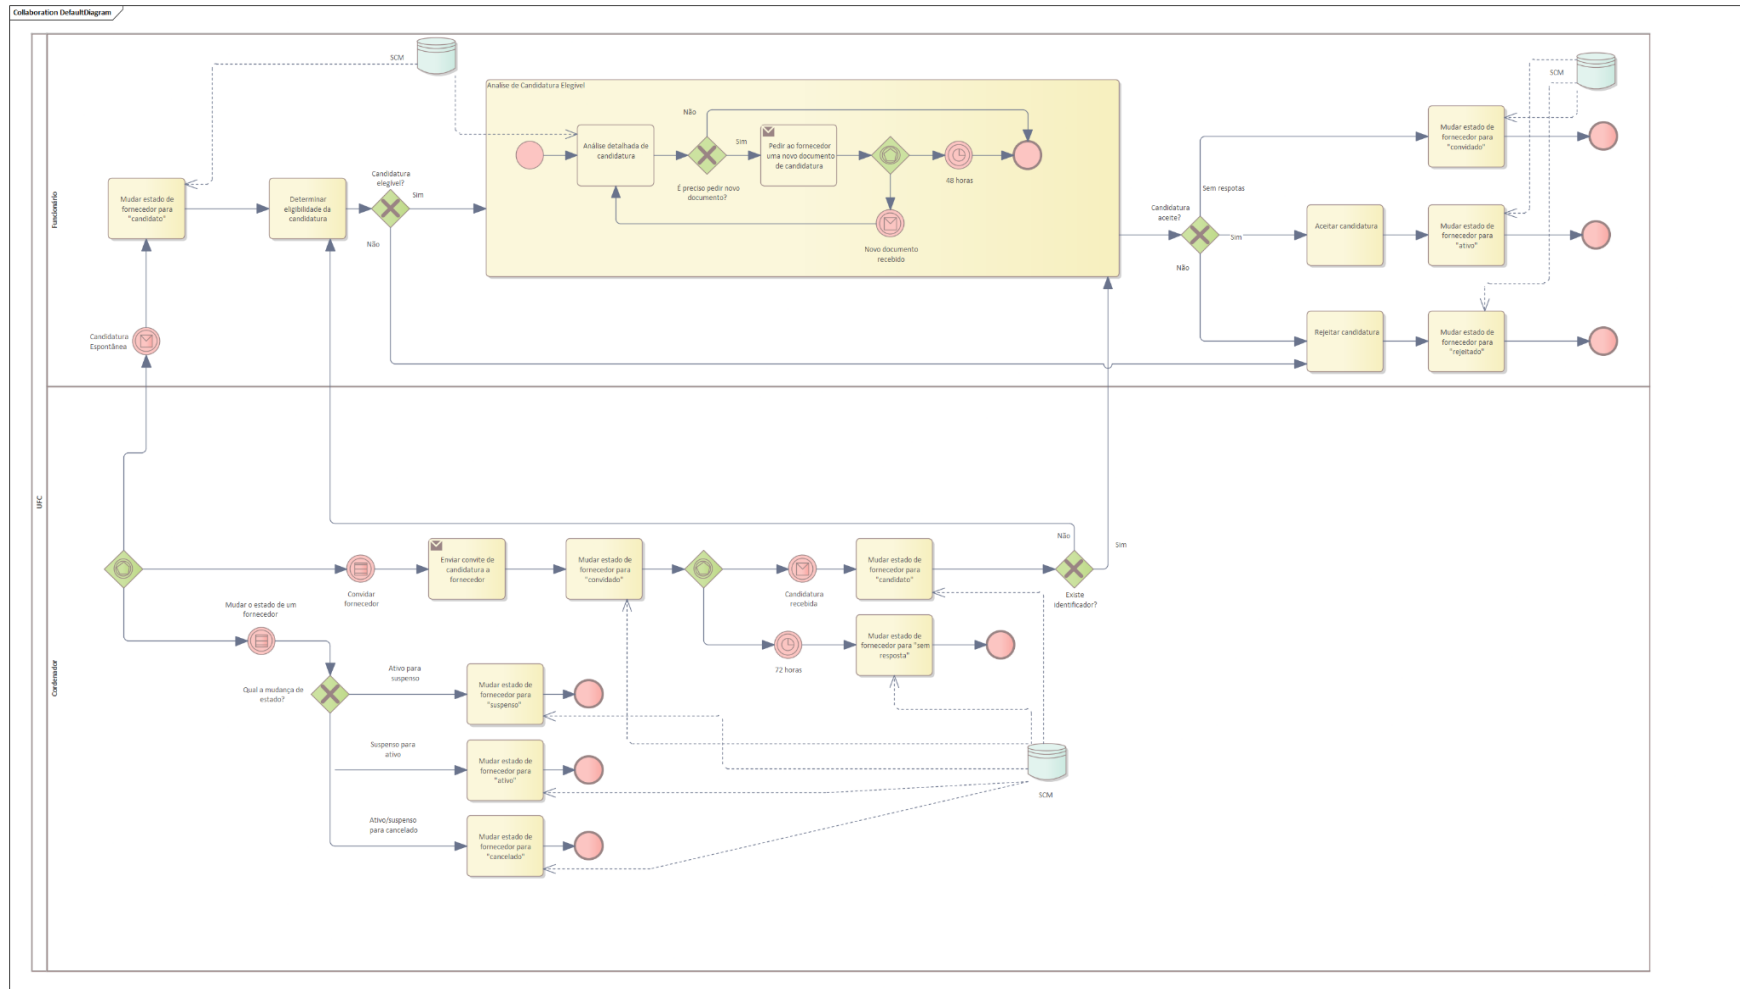 Collaboration DefaultDiagram
UFC
Funcionário
SCM
SCM
Analise de Candidatura Elegível
Não
Análise detalhada de
candidatura
Sim
Pedir ao fornecedor
uma novo documento
de candidatura
É preciso pedir novo
documento?
48 horas
Novo documento
recebido
Mudar estado de
fornecedor para
"candidato"
Determinar
eligibilidade da
candidatura
Candidatura
elegível?
Sim
Não
Candidatura
Espontânea
Candidatura
aceite?
Sem respotas
Sim
Não
Mudar estado de
fornecedor para
"convidado"
Aceitar candidatura
Mudar estado de
fornecedor para
"ativo"
Rejeitar candidatura
Mudar estado de
fornecedor para
"rejeitado"
Cordenador
Convidar
fornecedor
Enviar convite de
candidatura a
fornecedor
Mudar estado de
fornecedor para
"convidado"
Candidatura
recebida
Mudar estado de
fornecedor para
"candidato"
Não
Sim
Existe
identificador?
72 horas
Mudar estado de
fornecedor para "sem
resposta"
Mudar o estado de um
fornecedor
Qual a mudança de
estado?
Ativo para
suspenso
Mudar estado de
fornecedor para
"suspenso"
Suspenso para
ativo
Mudar estado de
fornecedor para
"ativo"
Ativo/suspenso
para cancelado
Mudar estado de
fornecedor para
"cancelado"
SCM